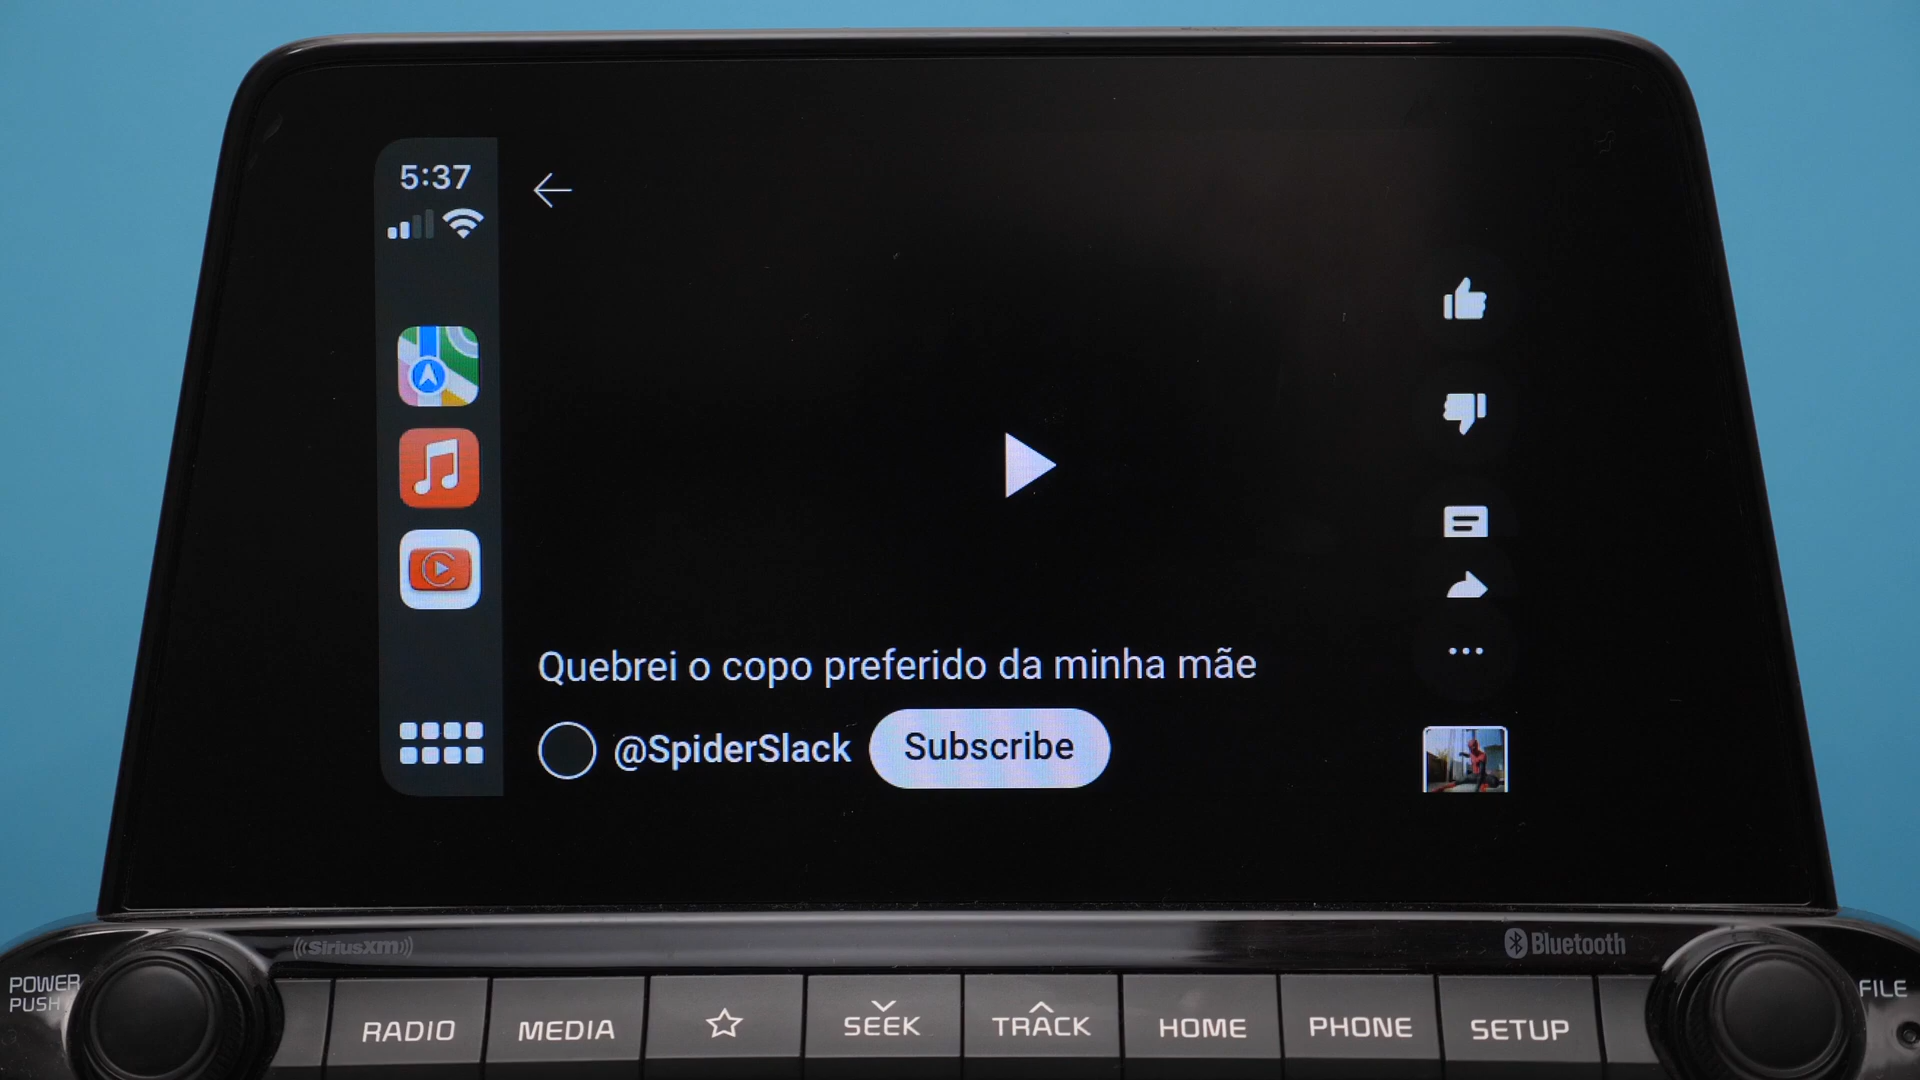 5:37
Quebrei o copo preferido da minha mãe
@SpiderSlack Subscribe
((SiriusXM))
Bluetooth
POWER
PUSH
FILE
RADIO MEDIA SEEK TRACK HOME PHONE SETUP